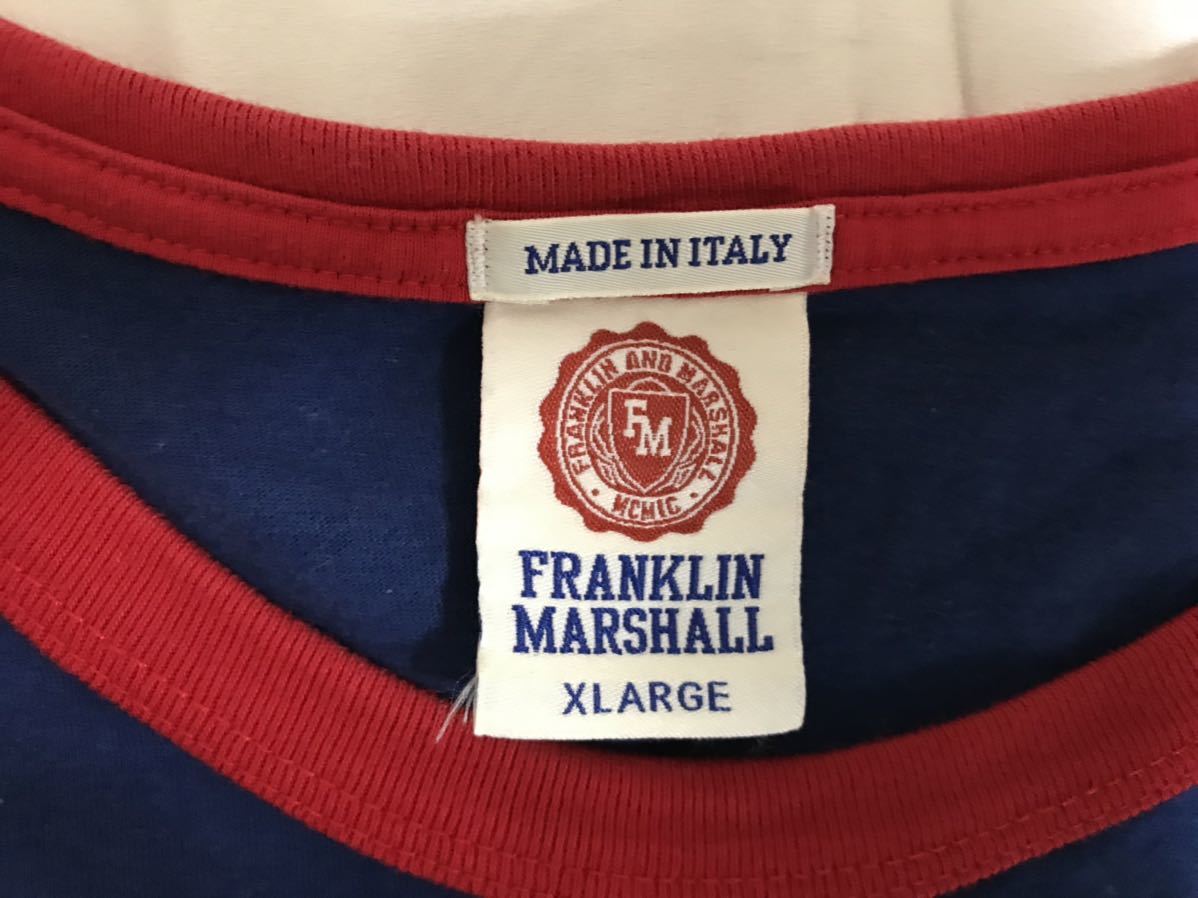 MADE IN ITALY
FRANKLIN AND MARSHALL
FM
MCMIC
FRANKLIN
MARSHALL
XLARGE